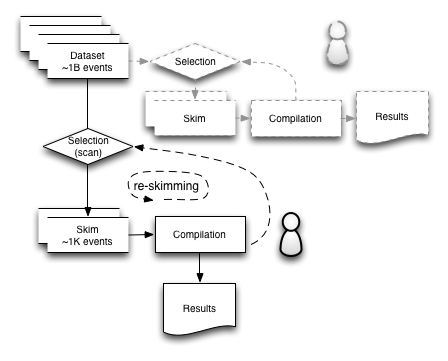 Dataset
~1B events
Selection
Skim
Compilation
Results
Selection
(scan)
re-skimming
Skim
~1K events
Compilation
Results